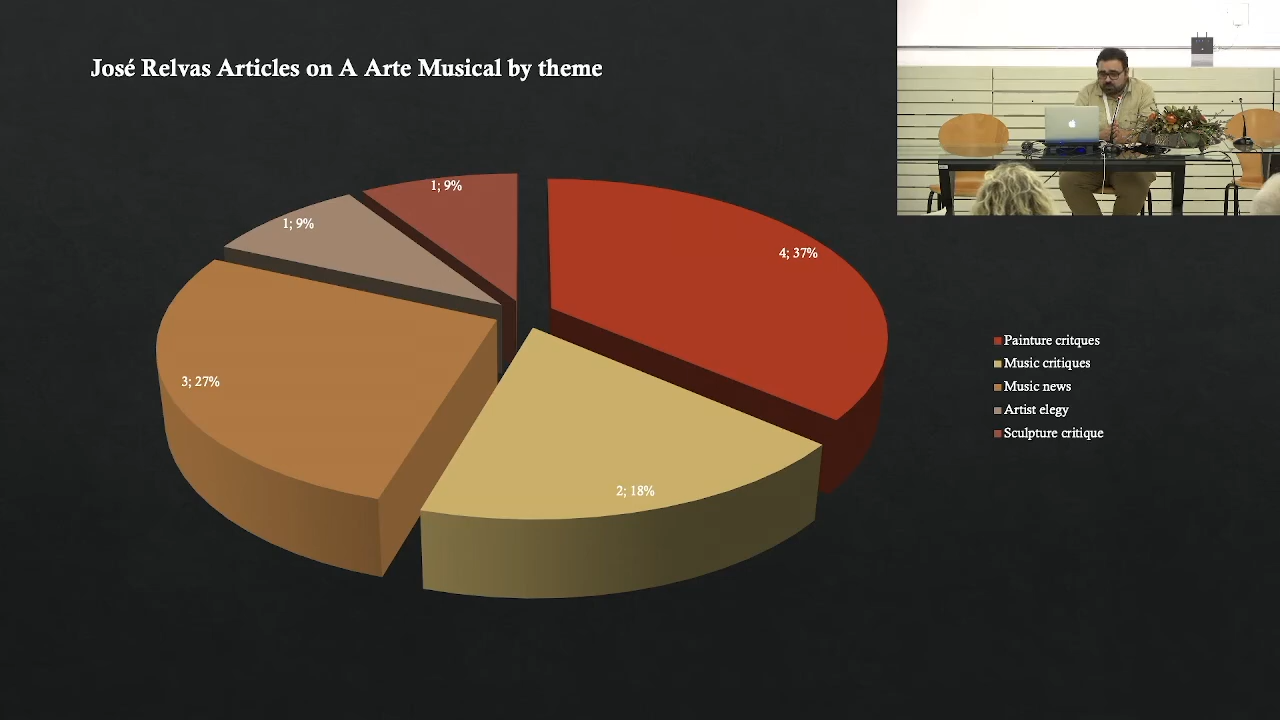 José Relvas Articles on A Arte Musical by theme
1; 9%
1; 9%
4; 37%
3; 27%
2; 18%
Painture critques
Music critiques
Music news
Artist elegy
Sculpture critique